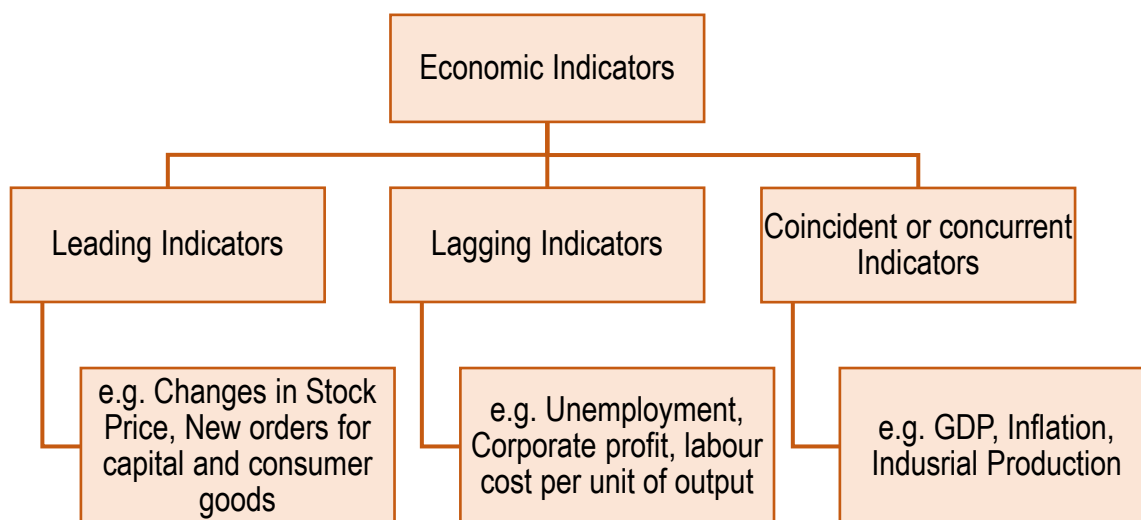 Economic Indicators
Leading Indicators
Lagging Indicators
Coincident or concurrent
Indicators
e.g. Changes in Stock
Price, New orders for
capital and consumer
goods
e.g. Unemployment,
Corporate profit, labour
cost per unit of output
e.g. GDP, Inflation,
Indusrial Production